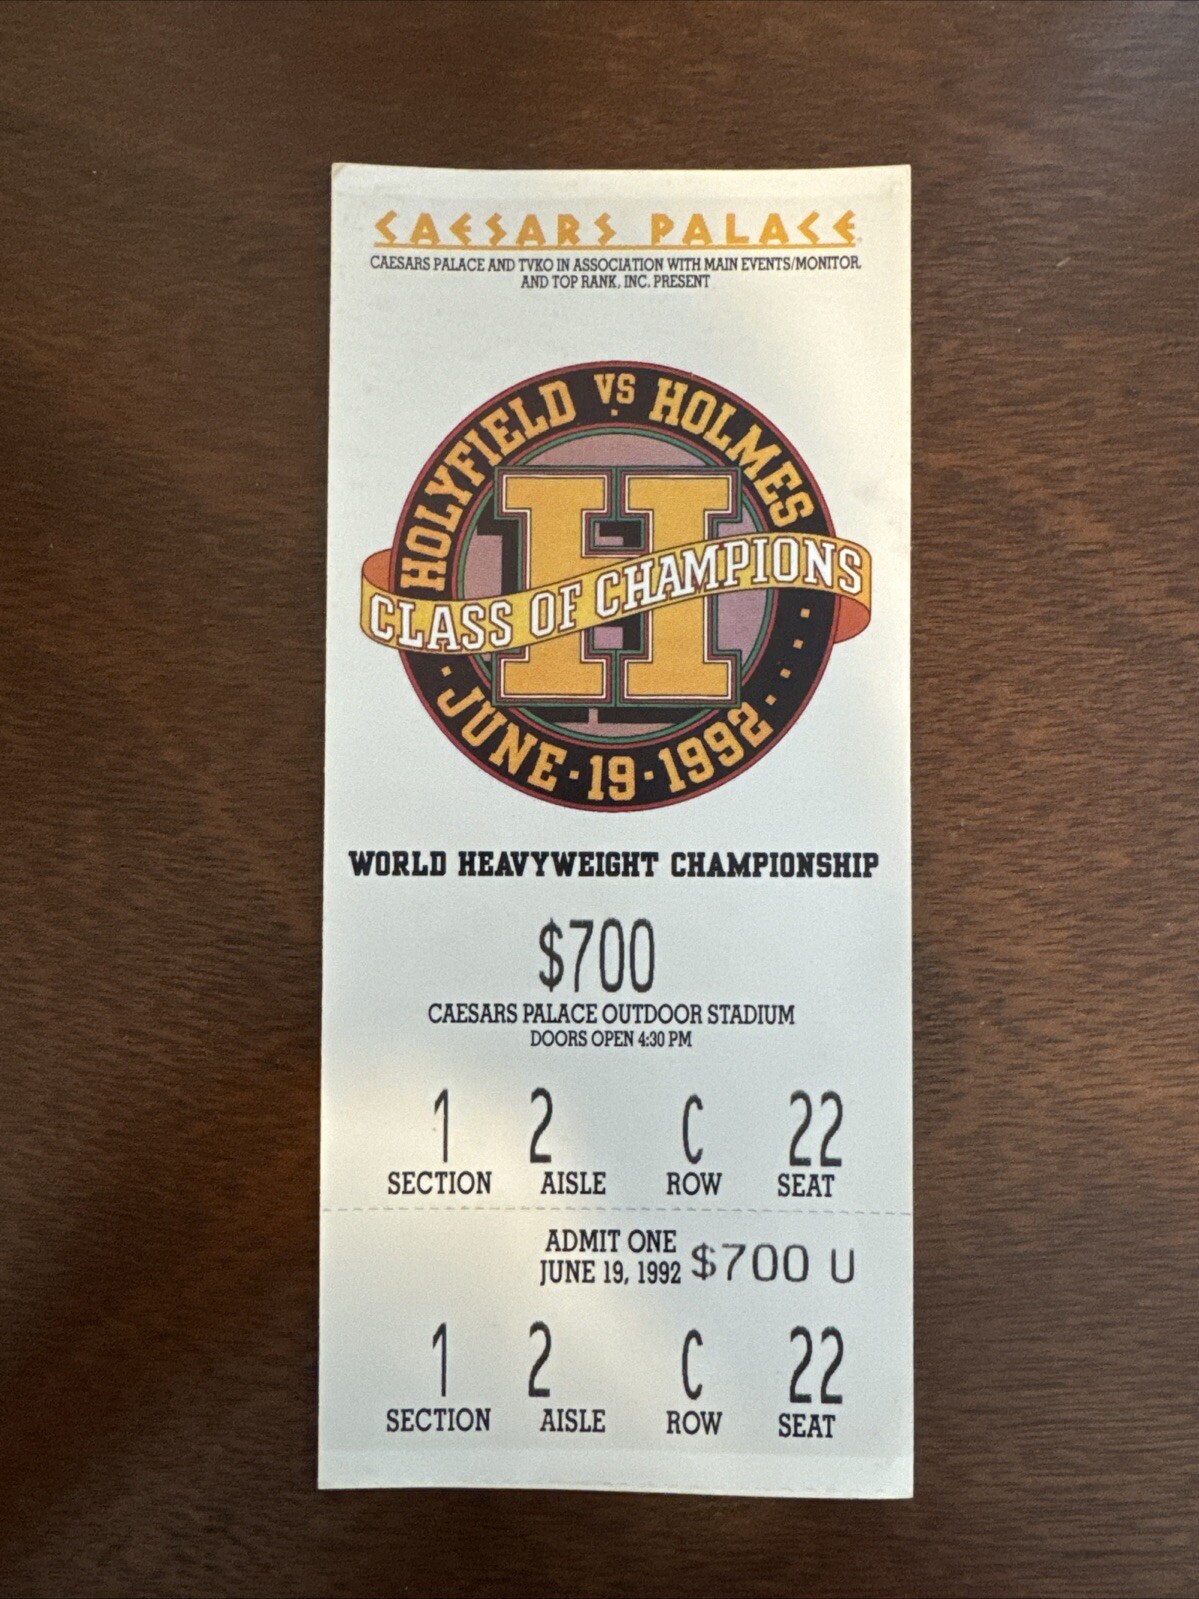 CAESARS PALACE
CAESARS PALACE AND TVKO IN ASSOCIATION WITH MAIN EVENTS/MONITOR
AND TOP RANK, INC. PRESENT
HOLYFIELD VS HOLMES
H
CLASS OF CHAMPIONS
· JUNE · 19 · 1992 ·
WORLD HEAVYWEIGHT CHAMPIONSHIP
$700
CAESARS PALACE OUTDOOR STADIUM
DOORS OPEN 4:30 PM
1 2 C 22
SECTION AISLE ROW SEAT
ADMIT ONE
JUNE 19, 1992 $700 U
1 2 C 22
SECTION AISLE ROW SEAT